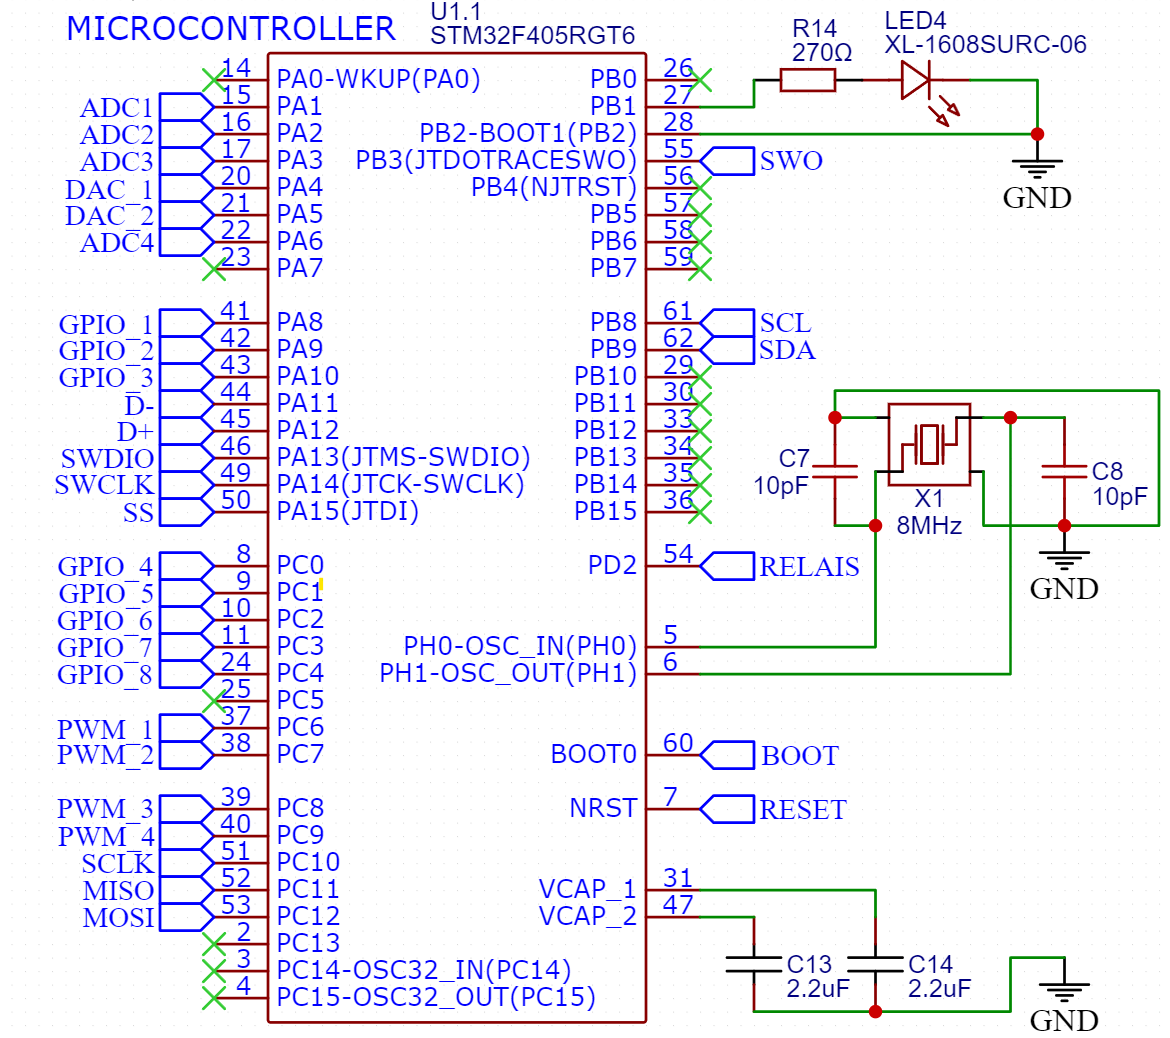 MICROCONTROLLER
U1.1
STM32F405RGT6
14 PA0-WKUP(PA0)
ADC1 15 PA1
ADC2 16 PA2
ADC3 17 PA3
DAC_1 20 PA4
DAC_2 21 PA5
ADC4 22 PA6
23 PA7
GPIO_1 41 PA8
GPIO_2 42 PA9
GPIO_3 43 PA10
D- 44 PA11
D+ 45 PA12
SWDIO 46 PA13(JTMS-SWDIO)
SWCLK 49 PA14(JTCK-SWCLK)
SS 50 PA15(JTDI)
GPIO_4 8 PC0
GPIO_5 9 PC1
GPIO_6 10 PC2
GPIO_7 11 PC3
GPIO_8 24 PC4
25 PC5
PWM_1 37 PC6
PWM_2 38 PC7
PWM_3 39 PC8
PWM_4 40 PC9
SCLK 51 PC10
MISO 52 PC11
MOSI 53 PC12
2 PC13
3 PC14-OSC32_IN(PC14)
4 PC15-OSC32_OUT(PC15)
PB0 26
PB1 27
PB2-BOOT1(PB2) 28
PB3(JTDOTRACESWO) 55 SWO
PB4(NJTRST) 56
PB5 57
PB6 58
PB7 59
PB8 61 SCL
PB9 62 SDA
PB10 29
PB11 30
PB12 33
PB13 34
PB14 35
PB15 36
PD2 54 RELAIS
PH0-OSC_IN(PH0) 5
PH1-OSC_OUT(PH1) 6
BOOT0 60 BOOT
NRST 7 RESET
VCAP_1 31
VCAP_2 47
R14
270Ω
LED4
XL-1608SURC-06
GND
C7
10pF
X1
8MHz
C8
10pF
GND
C13
2.2uF
C14
2.2uF
GND